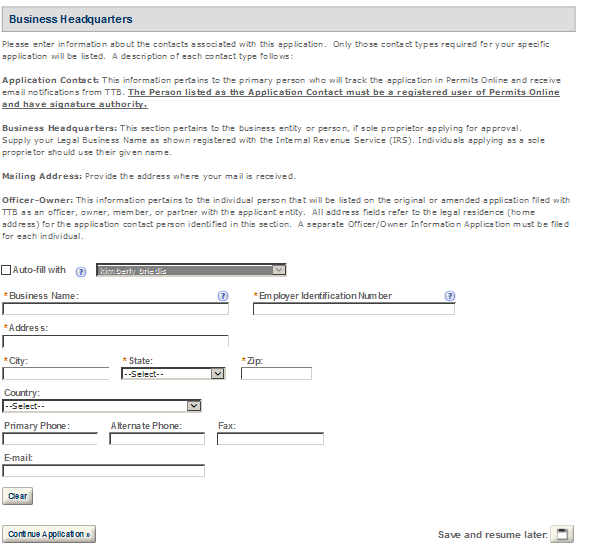 Business Headquarters
Please enter information about the contacts associated with this application. Only those contact types required for your specific
application will be listed. A description of each contact type follows:
Application Contact: This information pertains to the primary person who will track the application in Permits Online and receive
email notifications from TTB. The Person listed as the Application Contact must be a registered user of Permits Online
and have signature authority.
Business Headquarters: This section pertains to the business entity or person, if sole proprietor applying for approval.
Supply your Legal Business Name as shown registered with the Internal Revenue Service (IRS). Individuals applying as a sole
proprietor should use their given name.
Mailing Address: Provide the address where your mail is received.
Officer-Owner: This information pertains to the individual person that will be listed on the original or amended application filed with
TTB as an officer, owner, member, or partner with the applicant entity. All address fields refer to the legal residence (home
address) for the application contact person identified in this section. A separate Officer/Owner Information Application must be filed
for each individual.
Auto-fill with ? Kimberly Briedis
*Business Name: ? *Employer Identification Number ?
*Address:
*City: *State: *Zip:
--Select--
Country:
--Select--
Primary Phone: Alternate Phone: Fax:
E-mail:
Clear
Continue Application » Save and resume later: